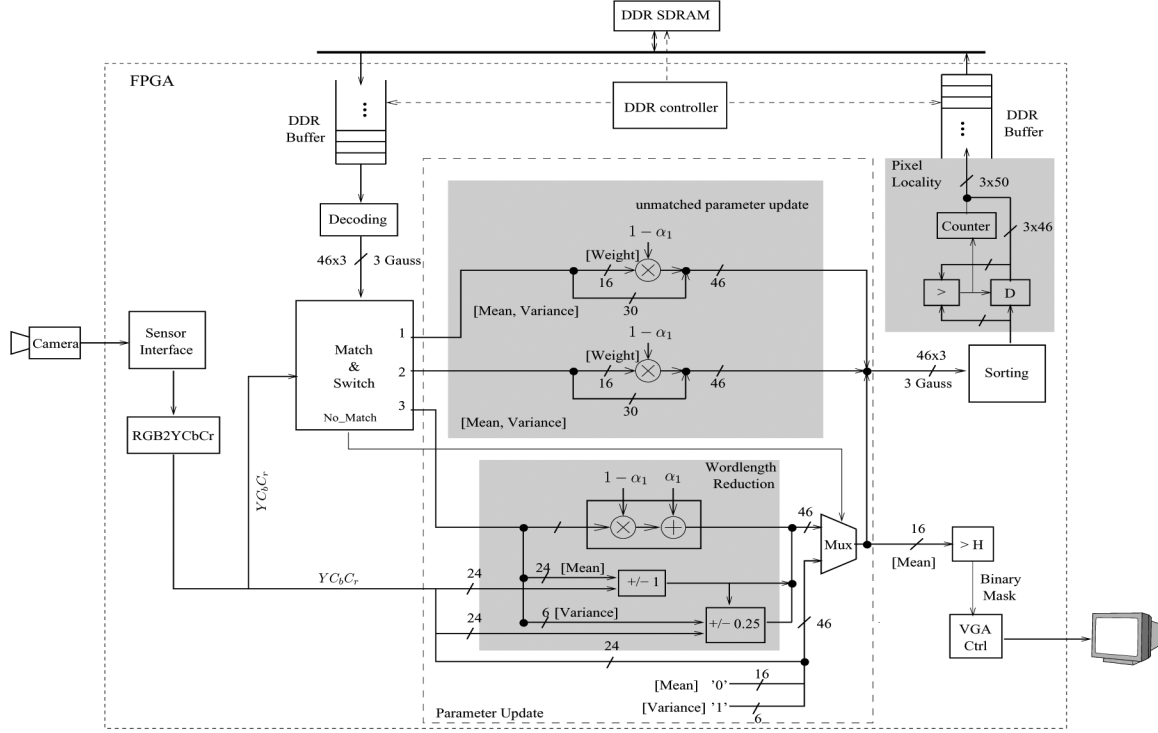 DDR SDRAM
FPGA
DDR controller
DDR
Buffer
DDR
Buffer
Pixel
Locality
3x50
Counter
3x46
>
D
Decoding
46x3
3 Gauss
unmatched parameter update
1 − α₁
[Weight]
×
16
46
30
[Mean, Variance]
1 − α₁
[Weight]
×
16
46
30
[Mean, Variance]
Camera
Sensor
Interface
RGB2YCbCr
Match
&
Switch
No_Match
1
2
3
46x3
3 Gauss
Sorting
Wordlength
Reduction
1 − α₁
α₁
×
+
46
Mux
16
[Mean]
> H
Binary
Mask
VGA
Ctrl
YCbCr
YCbCr
24
24
[Mean]
+/− 1
6
[Variance]
+/− 0.25
24
46
24
[Mean] '0'
16
[Variance] '1'
6
Parameter Update